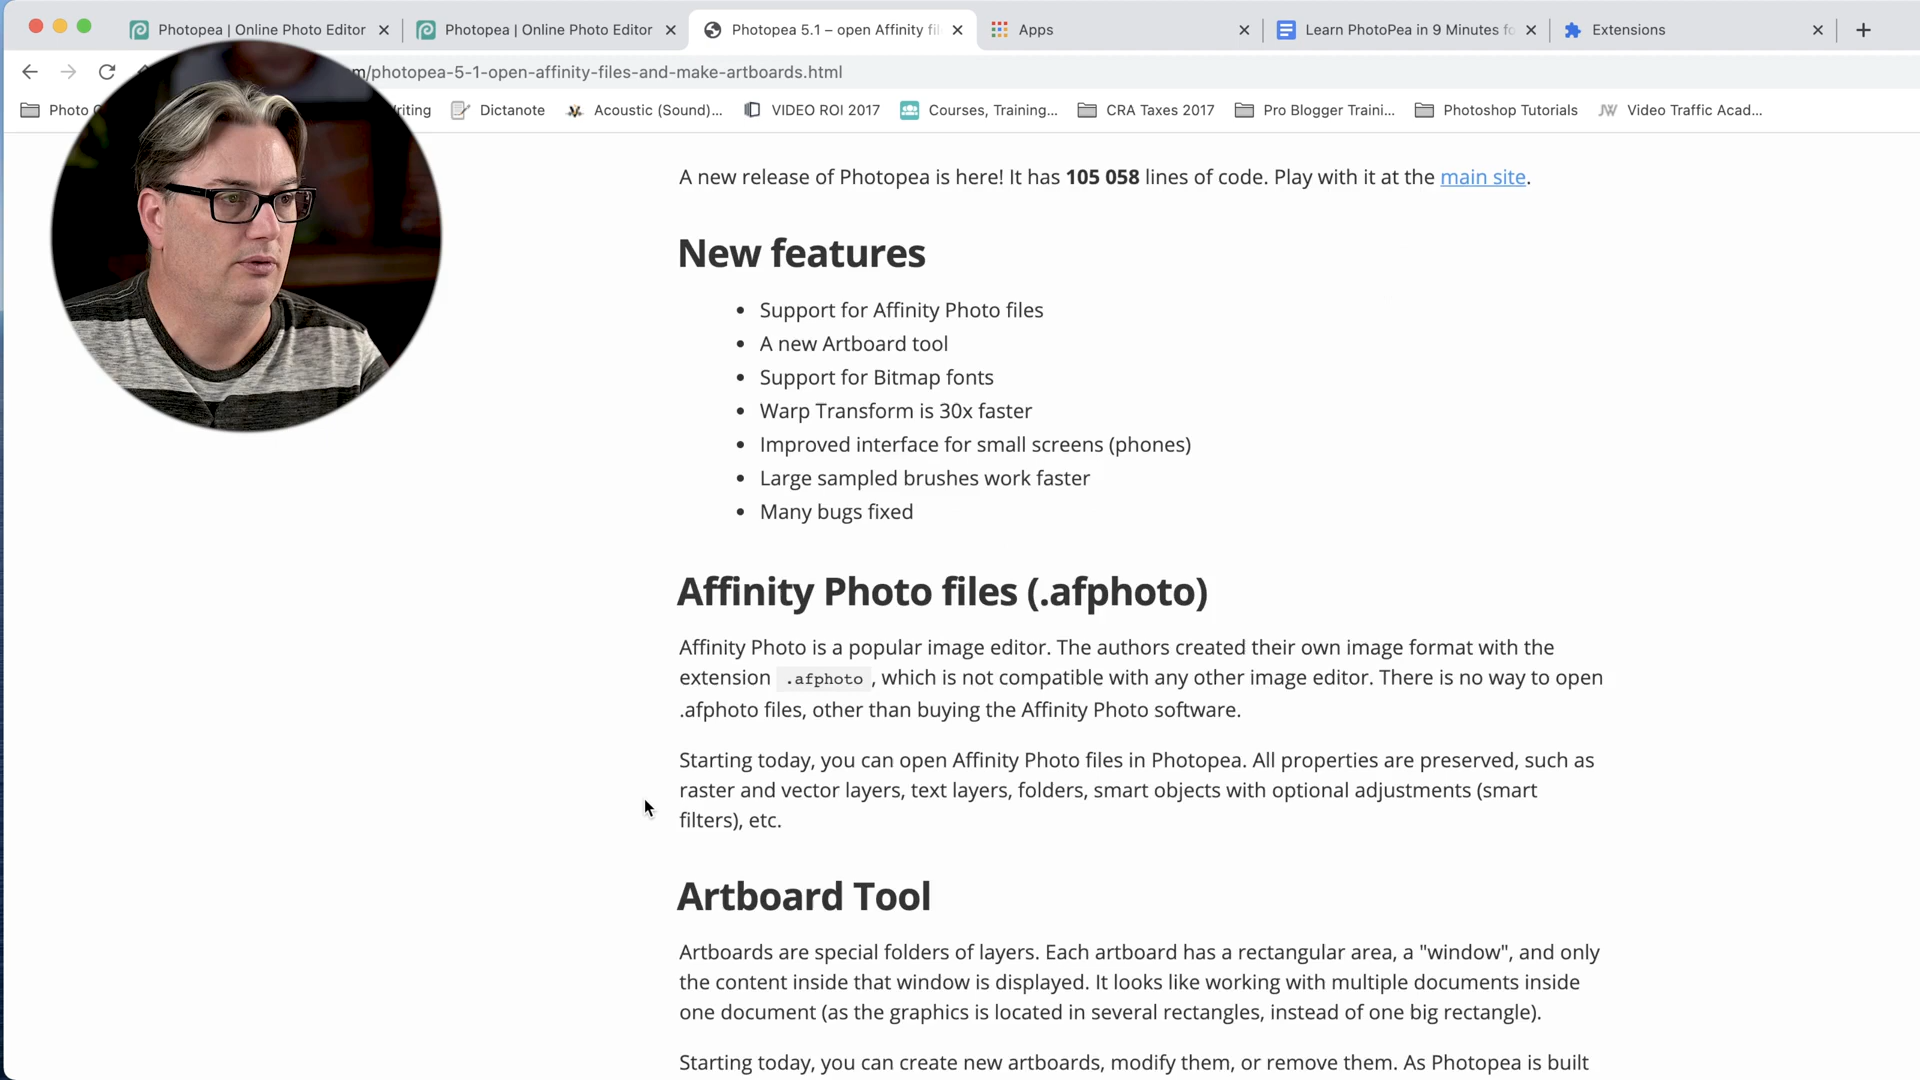 Photopea | Online Photo Editor
Photopea | Online Photo Editor
Photopea 5.1 – open Affinity fil
Apps
Learn PhotoPea in 9 Minutes fo
Extensions
m/photopea-5-1-open-affinity-files-and-make-artboards.html
Photo
Dictanote
Acoustic (Sound)...
VIDEO ROI 2017
Courses, Training...
CRA Taxes 2017
Pro Blogger Traini...
Photoshop Tutorials
Video Traffic Acad...
A new release of Photopea is here! It has 105 058 lines of code. Play with it at the main site.
New features
• Support for Affinity Photo files
• A new Artboard tool
• Support for Bitmap fonts
• Warp Transform is 30x faster
• Improved interface for small screens (phones)
• Large sampled brushes work faster
• Many bugs fixed
Affinity Photo files (.afphoto)
Affinity Photo is a popular image editor. The authors created their own image format with the
extension .afphoto, which is not compatible with any other image editor. There is no way to open
.afphoto files, other than buying the Affinity Photo software.
Starting today, you can open Affinity Photo files in Photopea. All properties are preserved, such as
raster and vector layers, text layers, folders, smart objects with optional adjustments (smart
filters), etc.
Artboard Tool
Artboards are special folders of layers. Each artboard has a rectangular area, a "window", and only
the content inside that window is displayed. It looks like working with multiple documents inside
one document (as the graphics is located in several rectangles, instead of one big rectangle).
Starting today, you can create new artboards, modify them, or remove them. As Photopea is built